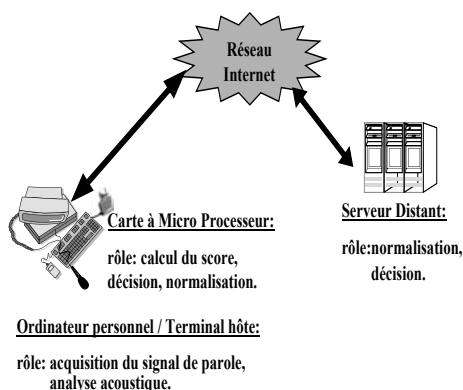 Réseau
Internet
Carte à Micro Processeur:
rôle: calcul du score,
décision, normalisation.
Serveur Distant:
rôle:normalisation,
décision.
Ordinateur personnel / Terminal hôte:
rôle: acquisition du signal de parole,
analyse acoustique.